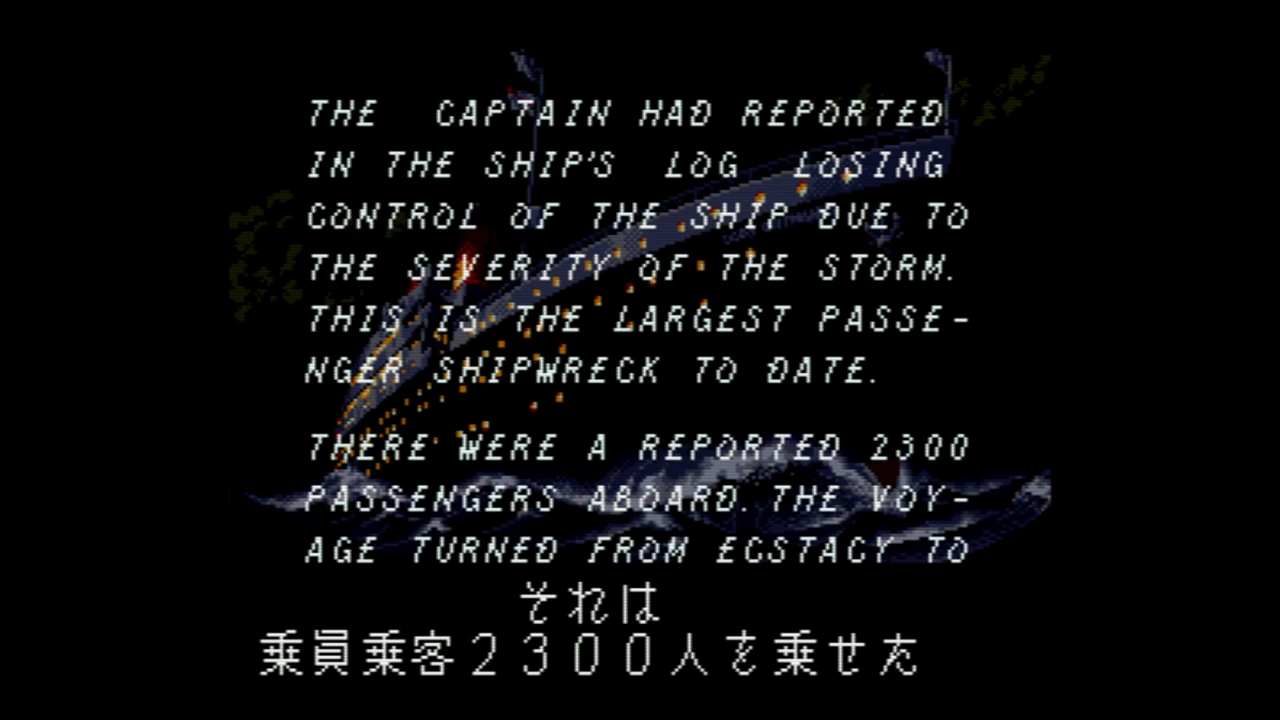 THE CAPTAIN HAD REPORTED
IN THE SHIP'S LOG LOSING
CONTROL OF THE SHIP DUE TO
THE SEVERITY OF THE STORM.
THIS IS THE LARGEST PASSE-
NGER SHIPWRECK TO DATE.
THERE WERE A REPORTED 2300
PASSENGERS ABOARD. THE VOY-
AGE TURNED FROM ECSTACY TO
それは
乗員乗客2300人を乗せた